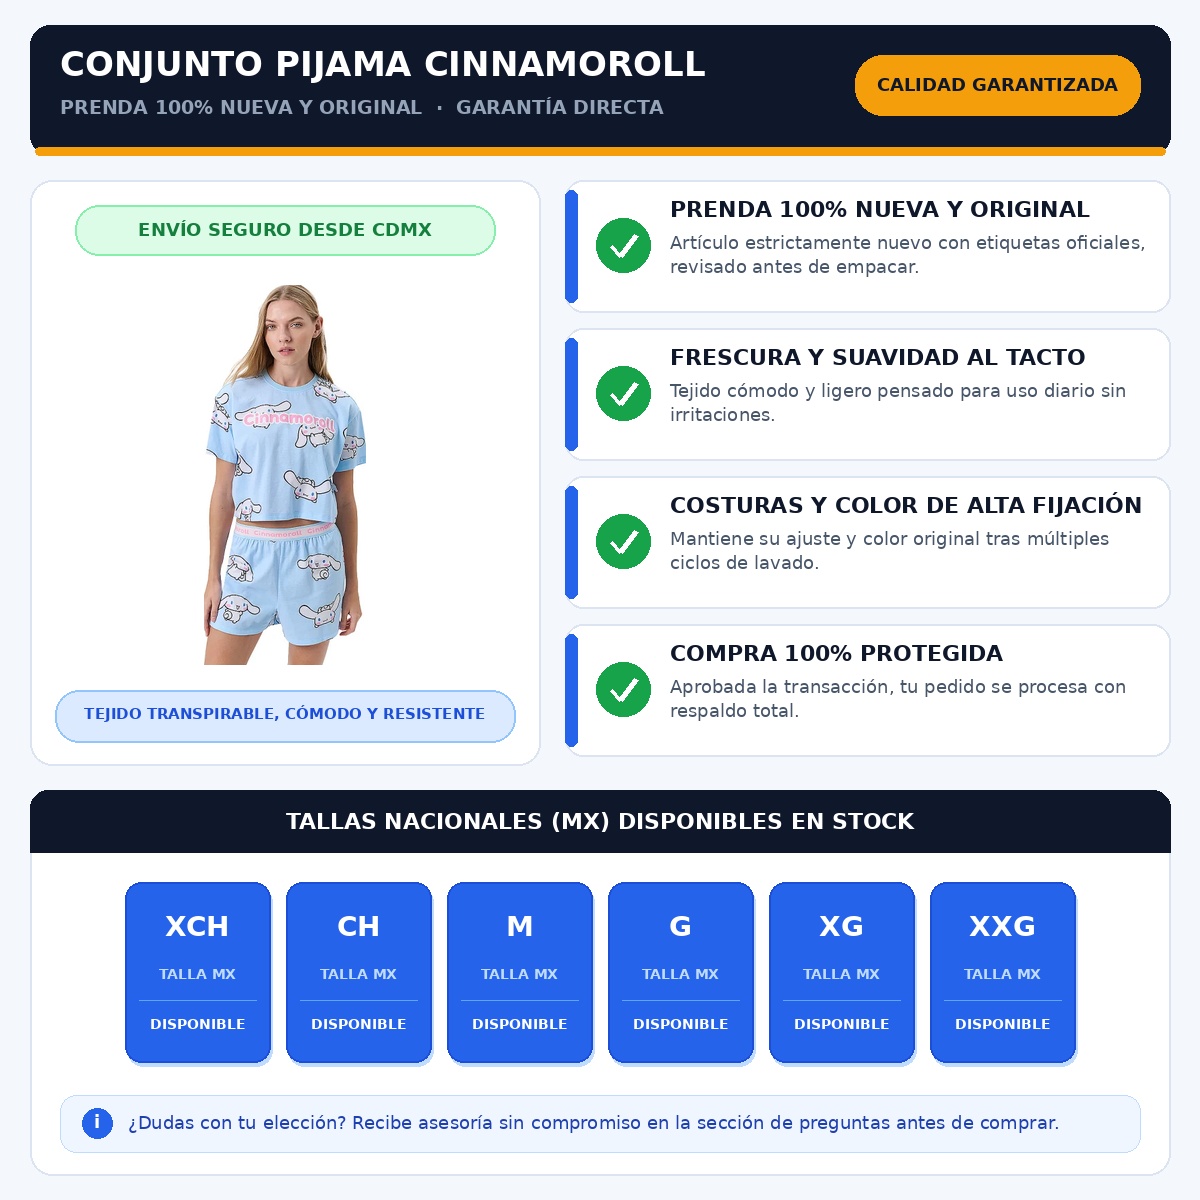 CONJUNTO PIJAMA CINNAMOROLL
PRENDA 100% NUEVA Y ORIGINAL · GARANTÍA DIRECTA
CALIDAD GARANTIZADA
ENVÍO SEGURO DESDE CDMX
Cinnamoroll
Cinnamoroll
TEJIDO TRANSPIRABLE, CÓMODO Y RESISTENTE
PRENDA 100% NUEVA Y ORIGINAL
Artículo estrictamente nuevo con etiquetas oficiales,
revisado antes de empacar.
FRESCURA Y SUAVIDAD AL TACTO
Tejido cómodo y ligero pensado para uso diario sin
irritaciones.
COSTURAS Y COLOR DE ALTA FIJACIÓN
Mantiene su ajuste y color original tras múltiples
ciclos de lavado.
COMPRA 100% PROTEGIDA
Aprobada la transacción, tu pedido se procesa con
respaldo total.
TALLAS NACIONALES (MX) DISPONIBLES EN STOCK
XCH
TALLA MX
DISPONIBLE
CH
TALLA MX
DISPONIBLE
M
TALLA MX
DISPONIBLE
G
TALLA MX
DISPONIBLE
XG
TALLA MX
DISPONIBLE
XXG
TALLA MX
DISPONIBLE
i
¿Dudas con tu elección? Recibe asesoría sin compromiso en la sección de preguntas antes de comprar.